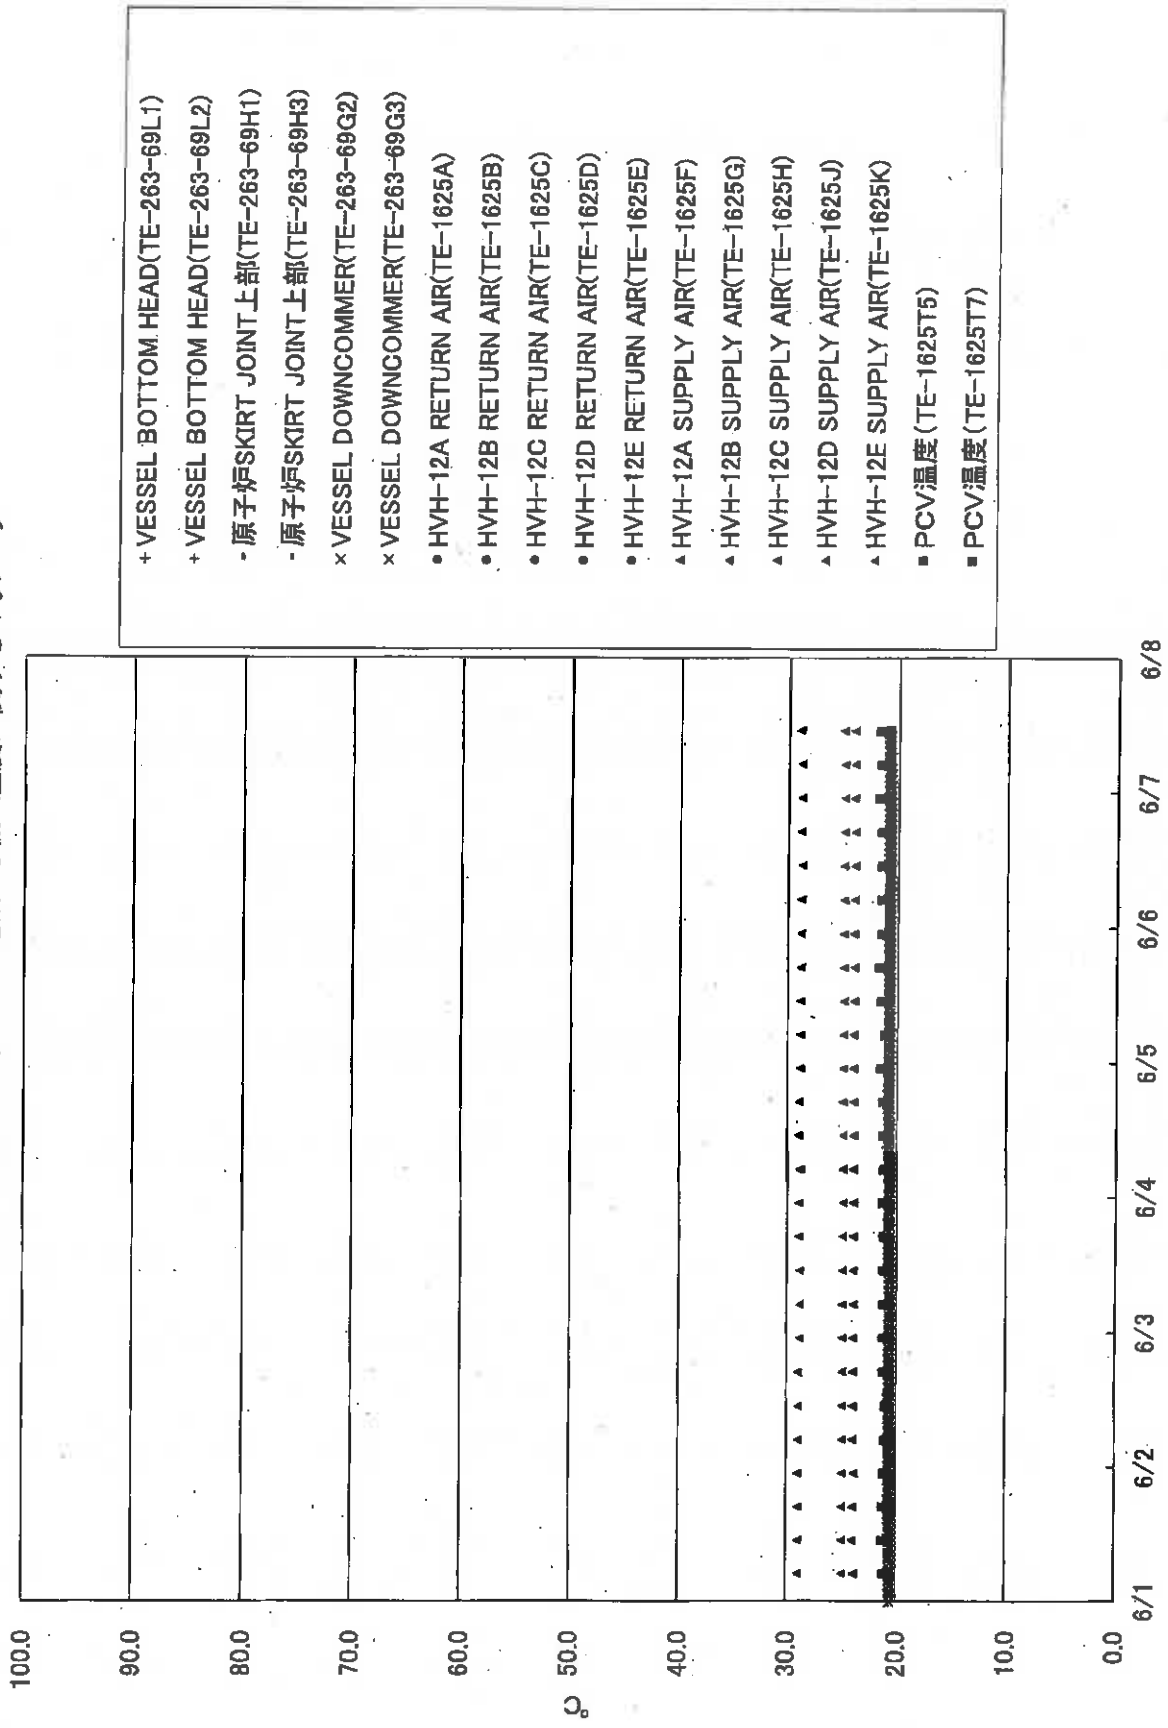 + VESSEL BOTTOM HEAD(TE-263-69L1)
+ VESSEL BOTTOM HEAD(TE-263-69L2)
- 原子炉SKIRT JOINT上部(TE-263-69H1)
- 原子炉SKIRT JOINT上部(TE-263-69H3)
× VESSEL DOWNCOMMER(TE-263-69G2)
× VESSEL DOWNCOMMER(TE-263-69G3)
● HVH-12A RETURN AIR(TE-1625A)
● HVH-12B RETURN AIR(TE-1625B)
● HVH-12C RETURN AIR(TE-1625C)
● HVH-12D RETURN AIR(TE-1625D)
● HVH-12E RETURN AIR(TE-1625E)
▲ HVH-12A SUPPLY AIR(TE-1625F)
▲ HVH-12B SUPPLY AIR(TE-1625G)
▲ HVH-12C SUPPLY AIR(TE-1625H)
▲ HVH-12D SUPPLY AIR(TE-1625J)
▲ HVH-12E SUPPLY AIR(TE-1625K)
■ PCV温度(TE-1625T5)
■ PCV温度(TE-1625T7)
100.0
90.0
80.0
70.0
60.0
50.0
40.0
30.0
20.0
10.0
0.0
℃
6/1
6/2
6/3
6/4
6/5
6/6
6/7
6/8